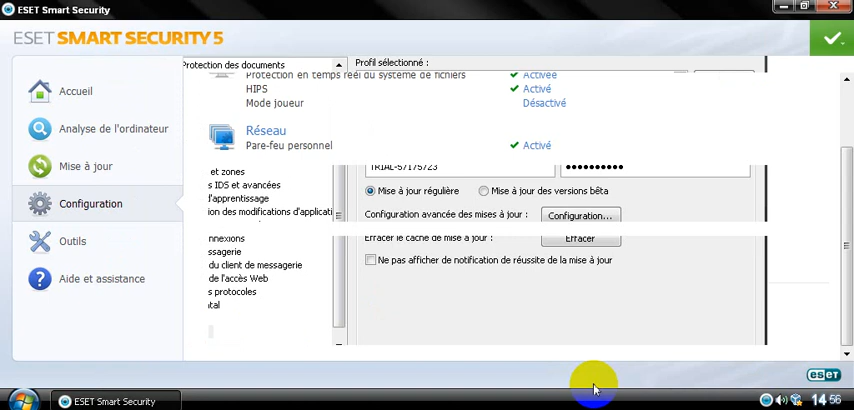 ESET Smart Security
ESET SMART SECURITY 5
Accueil
Analyse de l'ordinateur
Mise à jour
Configuration
Outils
Aide et assistance
Protection des documents
Profil sélectionné :
Protection en temps réel du système de fichiers
Activée
HIPS
Activé
Mode joueur
Désactivé
Réseau
Pare-feu personnel
Activé
et zones
s IDS et avancées
d'apprentissage
ion des modifications d'applicati
onnexions
ssagerie
du client de messagerie
de l'accès Web
s protocoles
ntal
TRIAL-57175723
Mise à jour régulière
Mise à jour des versions bêta
Configuration avancée des mises à jour :
Configuration...
Effacer le cache de mise à jour :
Effacer
Ne pas afficher de notification de réussite de la mise à jour
eseT
ESET Smart Security
14:56